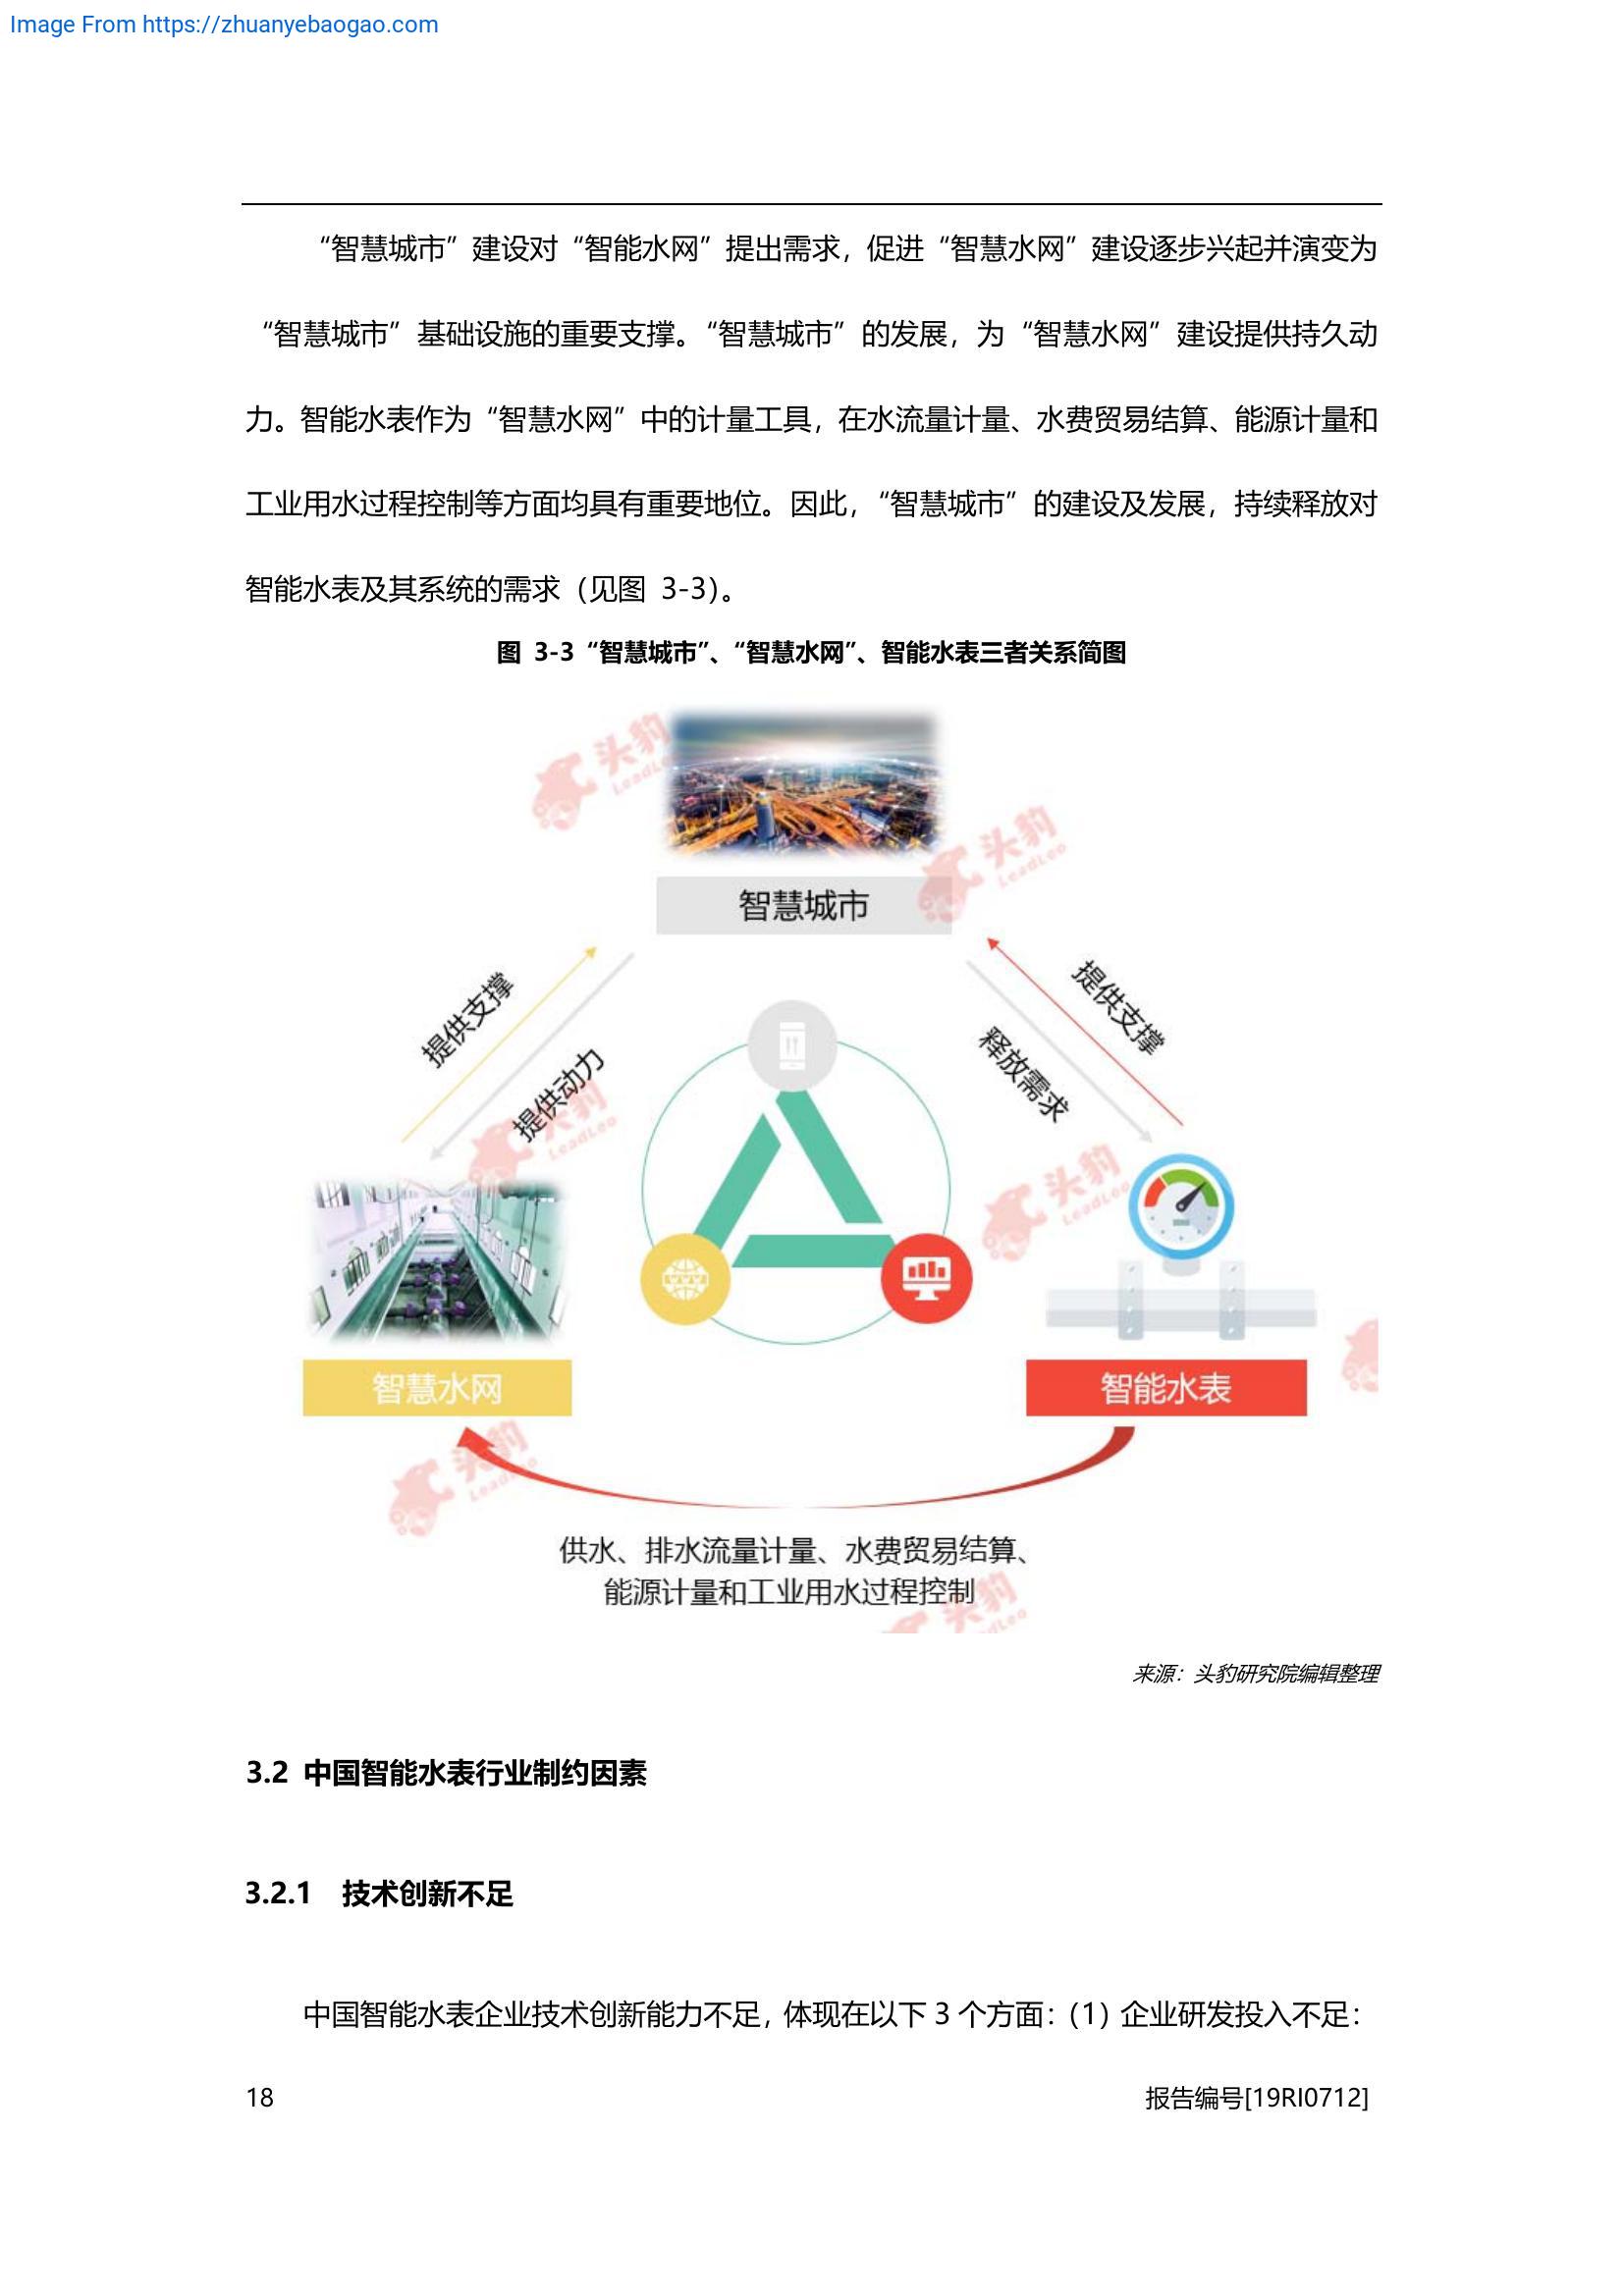 Image From https://zhuanyebaogao.com
“智慧城市”建设对“智能水网”提出需求，促进“智慧水网”建设逐步兴起并演变为
“智慧城市”基础设施的重要支撑。“智慧城市”的发展，为“智慧水网”建设提供持久动
力。智能水表作为“智慧水网”中的计量工具，在水流量计量、水费贸易结算、能源计量和
工业用水过程控制等方面均具有重要地位。因此，“智慧城市”的建设及发展，持续释放对
智能水表及其系统的需求（见图 3-3）。
图 3-3 “智慧城市”、“智慧水网”、智能水表三者关系简图
头豹
LeadLeo
头豹
LeadLeo
智慧城市
提供支撑
提供动力
提供支撑
释放需求
头豹
LeadLeo
头豹
LeadLeo
智慧水网
智能水表
头豹
LeadLeo
供水、排水流量计量、水费贸易结算、
能源计量和工业用水过程控制
头豹
LeadLeo
来源：头豹研究院编辑整理
3.2 中国智能水表行业制约因素
3.2.1 技术创新不足
中国智能水表企业技术创新能力不足，体现在以下 3 个方面：（1）企业研发投入不足：
18
报告编号[19RI0712]